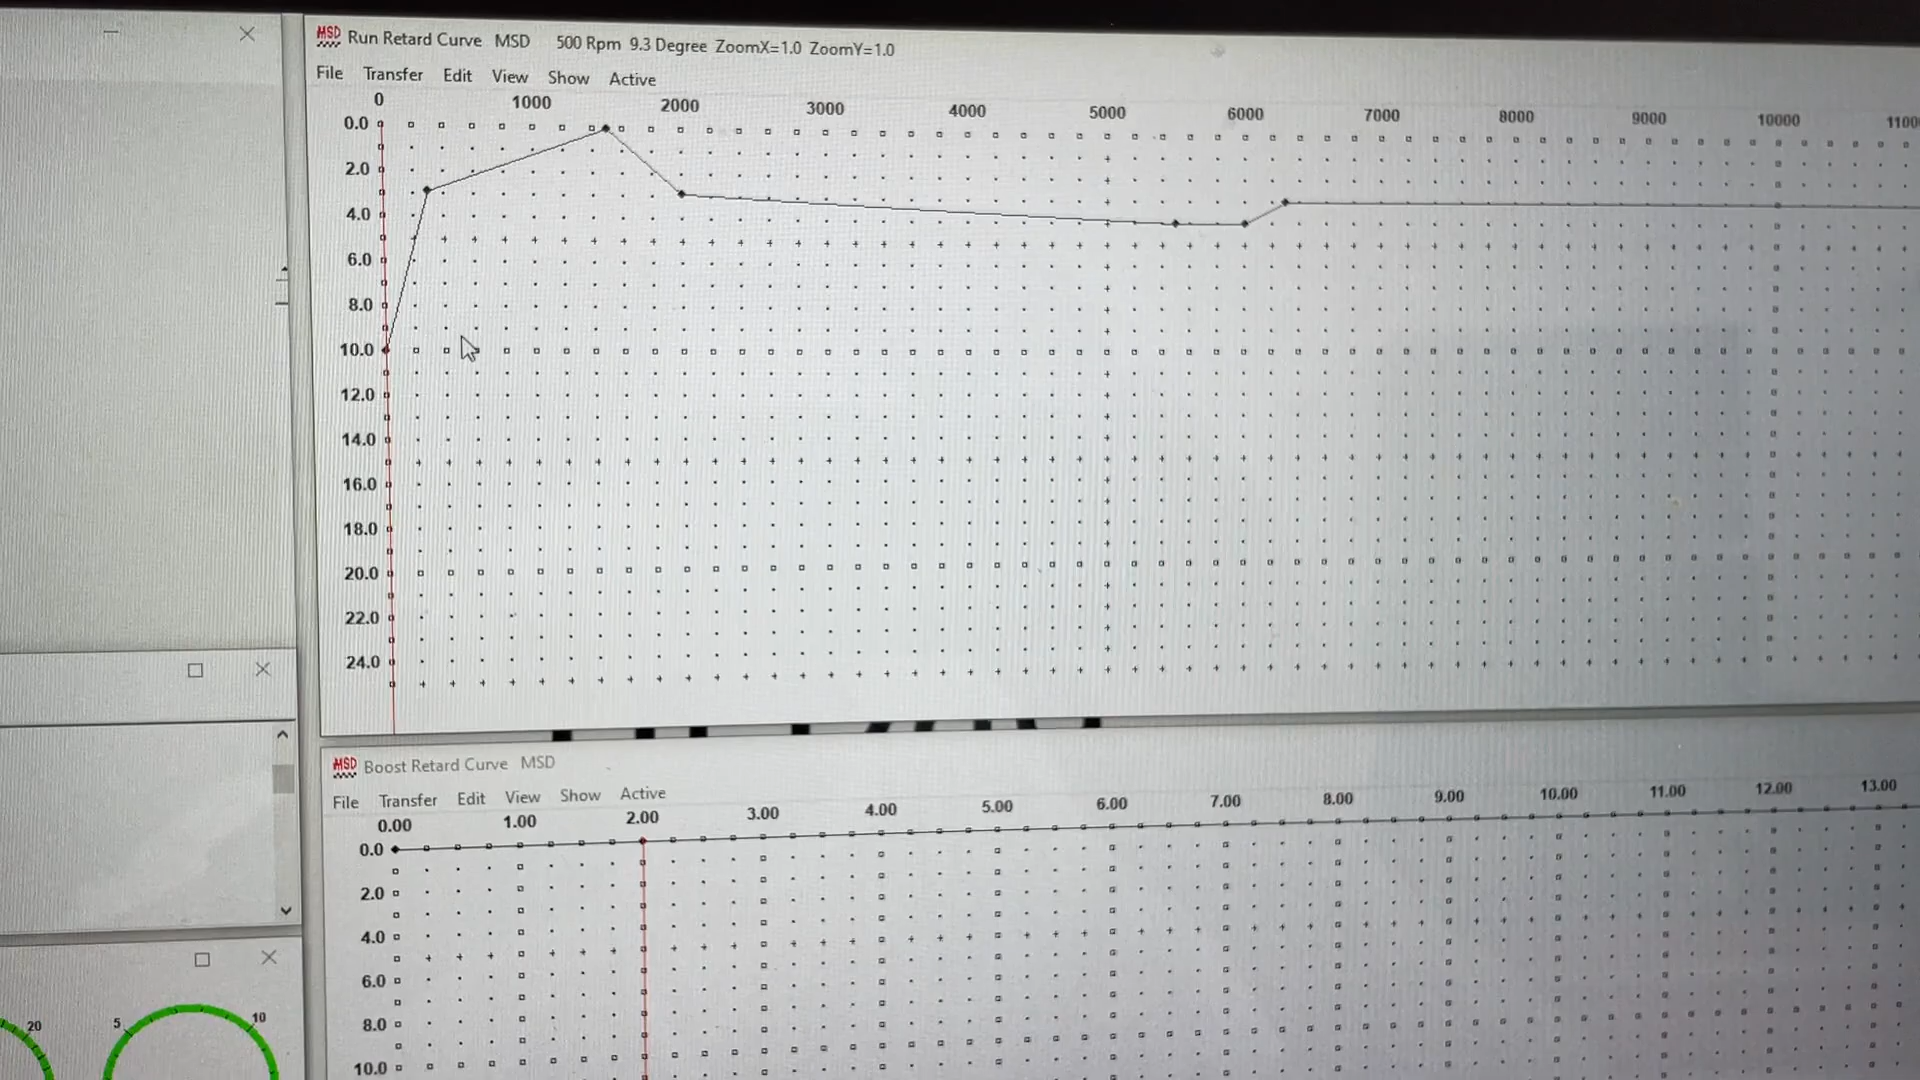 MSD Run Retard Curve MSD 500 Rpm 9.3 Degree ZoomX=1.0 ZoomY=1.0
File Transfer Edit View Show Active
0 1000 2000 3000 4000 5000 6000 7000 8000 9000 10000 1100
0.0
2.0
4.0
6.0
8.0
10.0
12.0
14.0
16.0
18.0
20.0
22.0
24.0
MSD Boost Retard Curve MSD
File Transfer Edit View Show Active
0.00 1.00 2.00 3.00 4.00 5.00 6.00 7.00 8.00 9.00 10.00 11.00 12.00 13.00
0.0
2.0
4.0
6.0
8.0
10.0
20 5 10